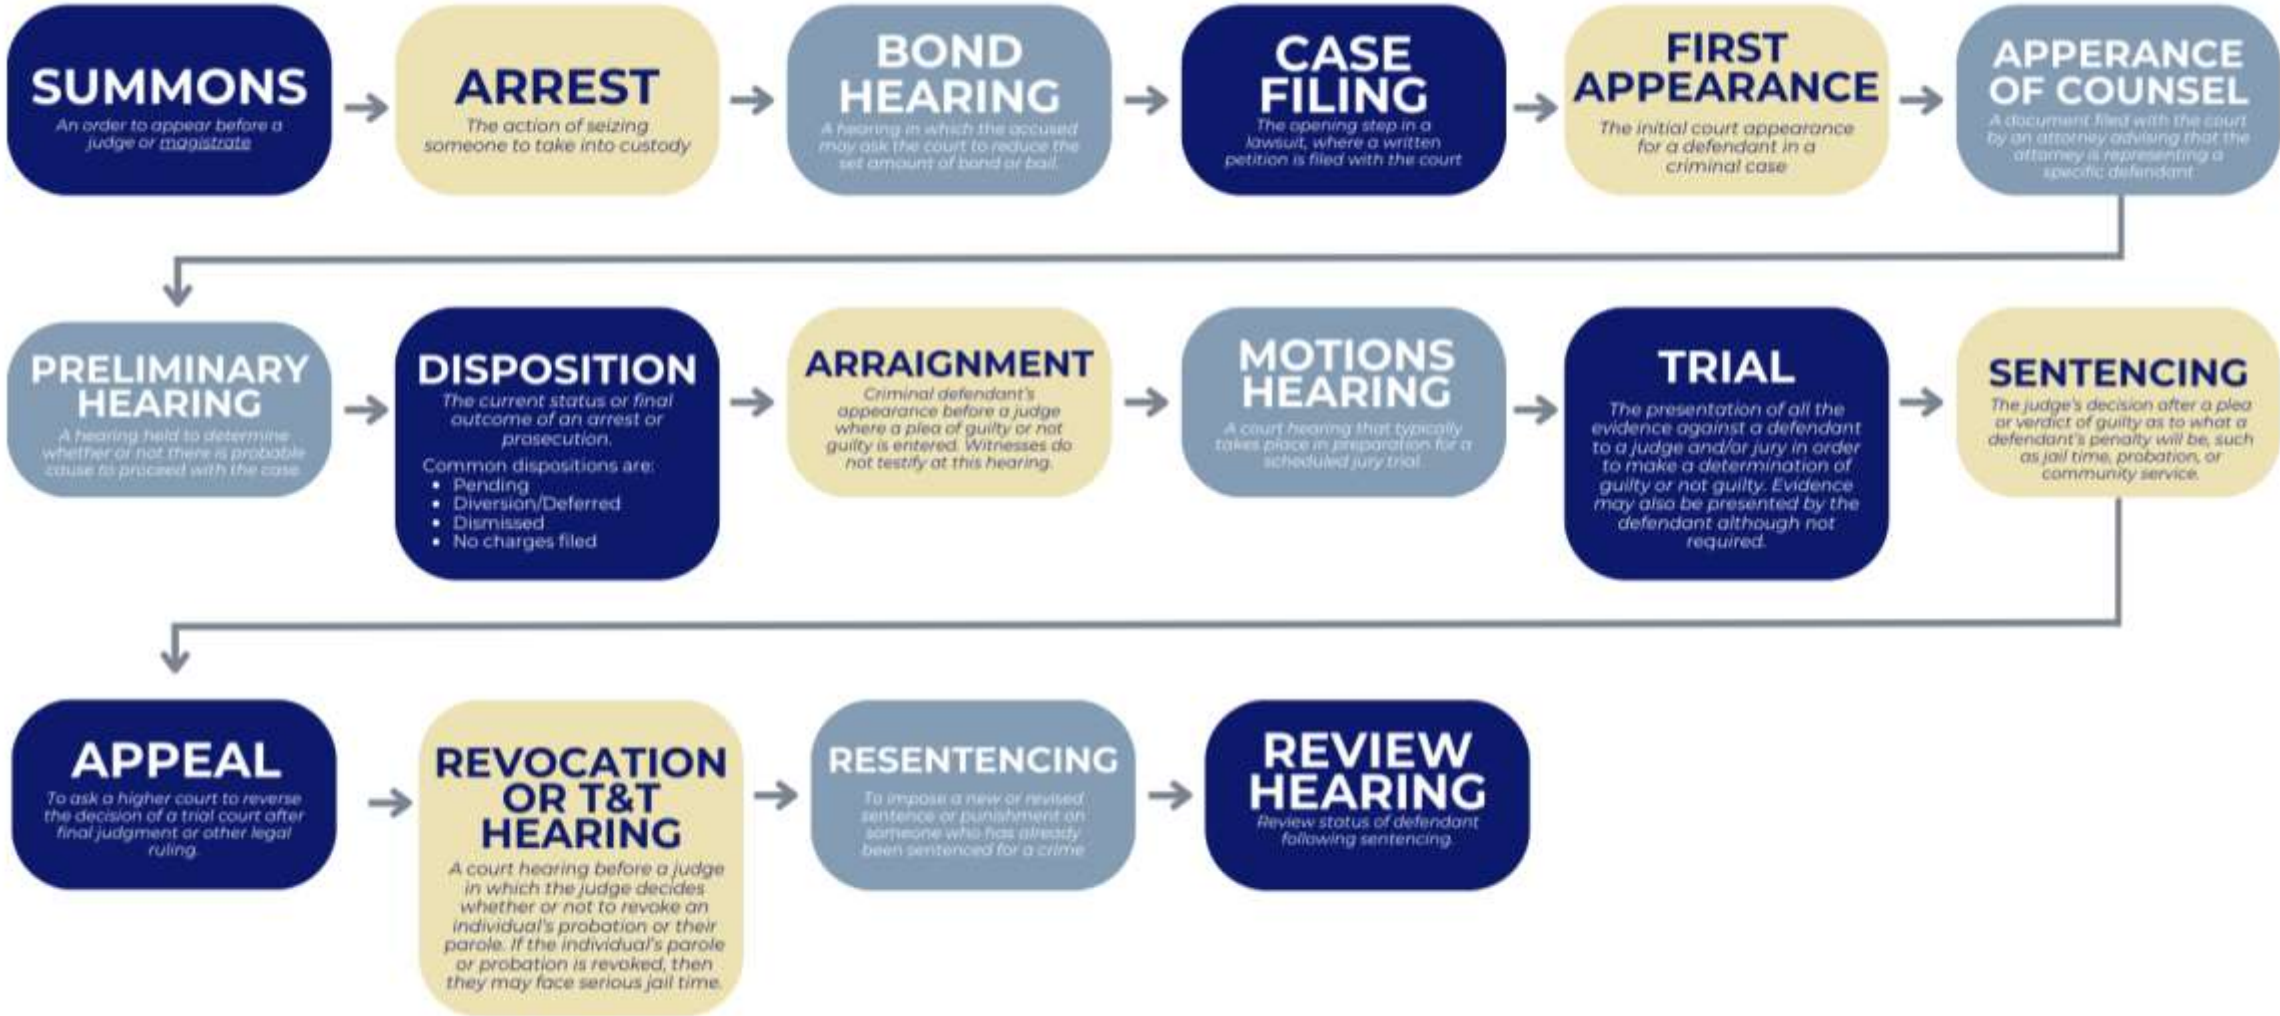 SUMMONS
An order to appear before a
judge or magistrate
ARREST
The action of seizing
someone to take into custody
BOND
HEARING
A hearing in which the accused
may ask the court to reduce the
set amount of bond or bail.
CASE
FILING
The opening step in a
lawsuit, where a written
petition is filed with the court
FIRST
APPEARANCE
The initial court appearance
for a defendant in a
criminal case
APPERANCE
OF COUNSEL
A document filed with the court
by an attorney advising that the
attorney is representing a
specific defendant
PRELIMINARY
HEARING
A hearing held to determine
whether or not there is probable
cause to proceed with the case
DISPOSITION
The current status or final
outcome of an arrest or
prosecution.
Common dispositions are:
• Pending
• Diversion/Deferred
• Dismissed
• No charges filed
ARRAIGNMENT
Criminal defendant's
appearance before a judge
where a plea of guilty or not
guilty is entered. Witnesses do
not testify at this hearing.
MOTIONS
HEARING
A court hearing that typically
takes place in preparation for a
scheduled jury trial
TRIAL
The presentation of all the
evidence against a defendant
to a judge and/or jury in order
to make a determination of
guilty or not guilty. Evidence
may also be presented by the
defendant although not
required.
SENTENCING
The judge's decision after a plea
or verdict of guilty as to what a
defendant's penalty will be, such
as jail time, probation, or
community service.
APPEAL
To ask a higher court to reverse
the decision of a trial court after
final judgment or other legal
ruling.
REVOCATION
OR T&T
HEARING
A court hearing before a judge
in which the judge decides
whether or not to revoke an
individual's probation or their
parole. If the individual's parole
or probation is revoked, then
they may face serious jail time.
RESENTENCING
To impose a new or revised
sentence or punishment on
someone who has already
been sentenced for a crime
REVIEW
HEARING
Review status of defendant
following sentencing.